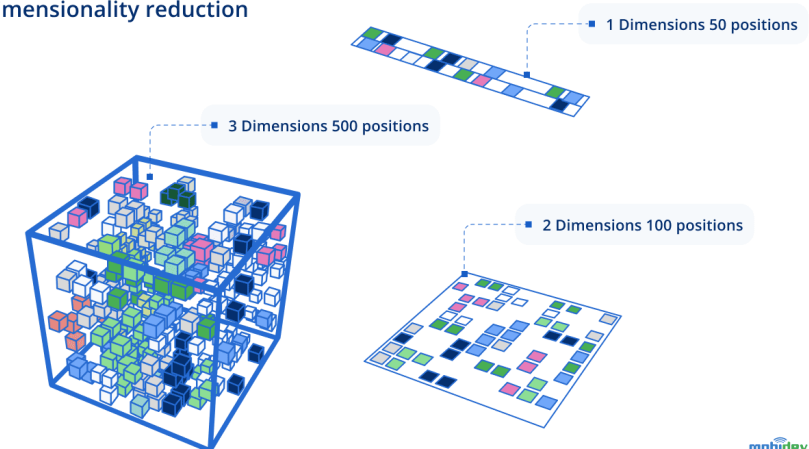 mensionality reduction
1 Dimensions 50 positions
3 Dimensions 500 positions
2 Dimensions 100 positions
mobidev